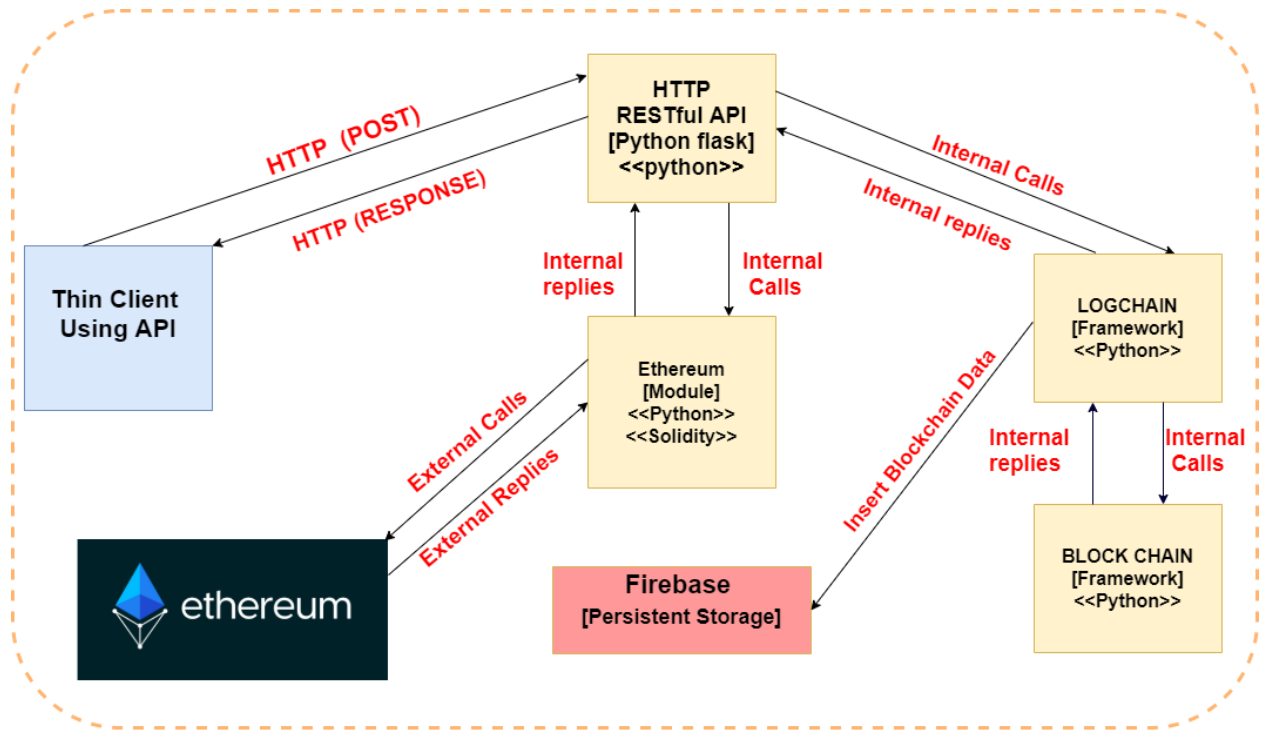 HTTP
RESTful API
[Python flask]
<<python>>
HTTP (POST)
HTTP (RESPONSE)
Internal Calls
Internal replies
Thin Client
Using API
Internal
replies
Internal
Calls
LOGCHAIN
[Framework]
<<Python>>
Ethereum
[Module]
<<Python>>
<<Solidity>>
External Calls
External Replies
Insert Blockchain Data
Internal
replies
Internal
Calls
ethereum
Firebase
[Persistent Storage]
BLOCK CHAIN
[Framework]
<<Python>>